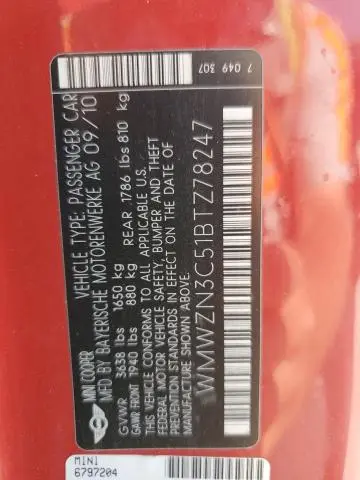 MINI COOPER
VEHICLE TYPE: PASSENGER CAR
MFD BY BAYERISCHE MOTORENWERKE AG 09/10
GVWR 3638 lbs 1650 kg
GAWR FRONT 1940 lbs 880 kg REAR 1786 lbs 810 kg
THIS VEHICLE CONFORMS TO ALL APPLICABLE U.S.
FEDERAL MOTOR VEHICLE SAFETY, BUMPER AND THEFT
PREVENTION STANDARDS IN EFFECT ON THE DATE OF
MANUFACTURE SHOWN ABOVE.
WMWZN3C51BTZ78247
7 049 307
MINI
6797204